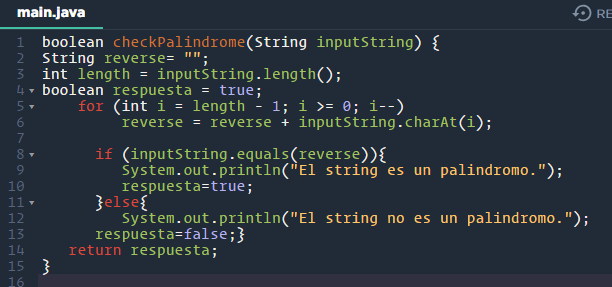 main.java
RE
1 boolean checkPalindrome(String inputString) {
2 String reverse= "";
3 int length = inputString.length();
4 boolean respuesta = true;
5     for (int i = length - 1; i >= 0; i--)
6          reverse = reverse + inputString.charAt(i);
7
8       if (inputString.equals(reverse)){
9          System.out.println("El string es un palindromo.");
10          respuesta=true;
11       }else{
12          System.out.println("El string no es un palindromo.");
13       respuesta=false;}
14    return respuesta;
15 }
16